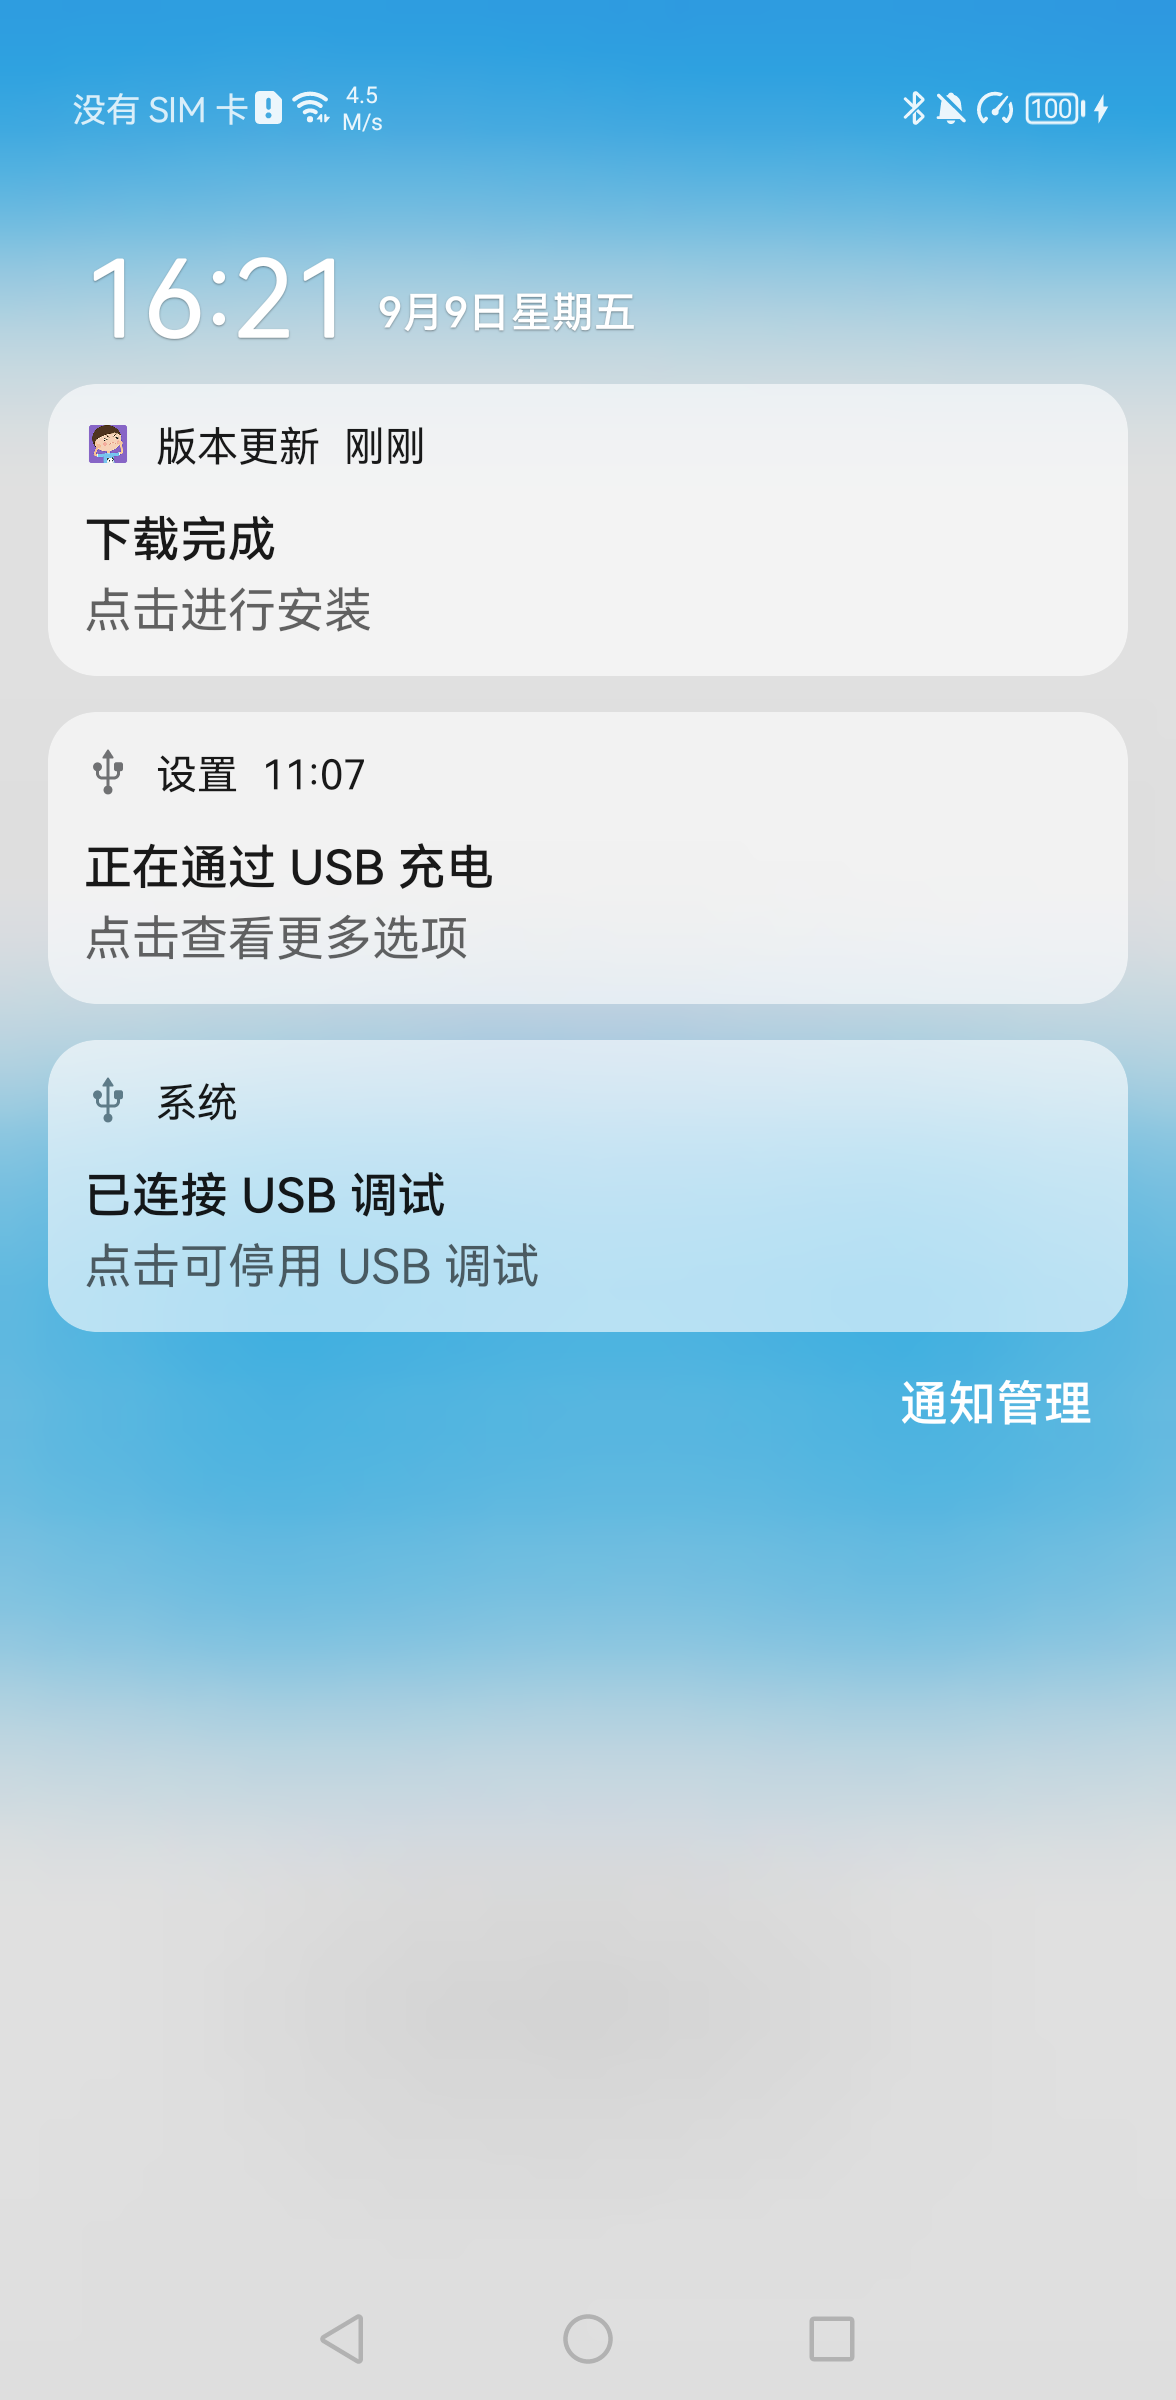 没有 SIM 卡
4.5
M/s
100
16:21 9月9日星期五
版本更新 刚刚
下载完成
点击进行安装
设置 11:07
正在通过 USB 充电
点击查看更多选项
系统
已连接 USB 调试
点击可停用 USB 调试
通知管理